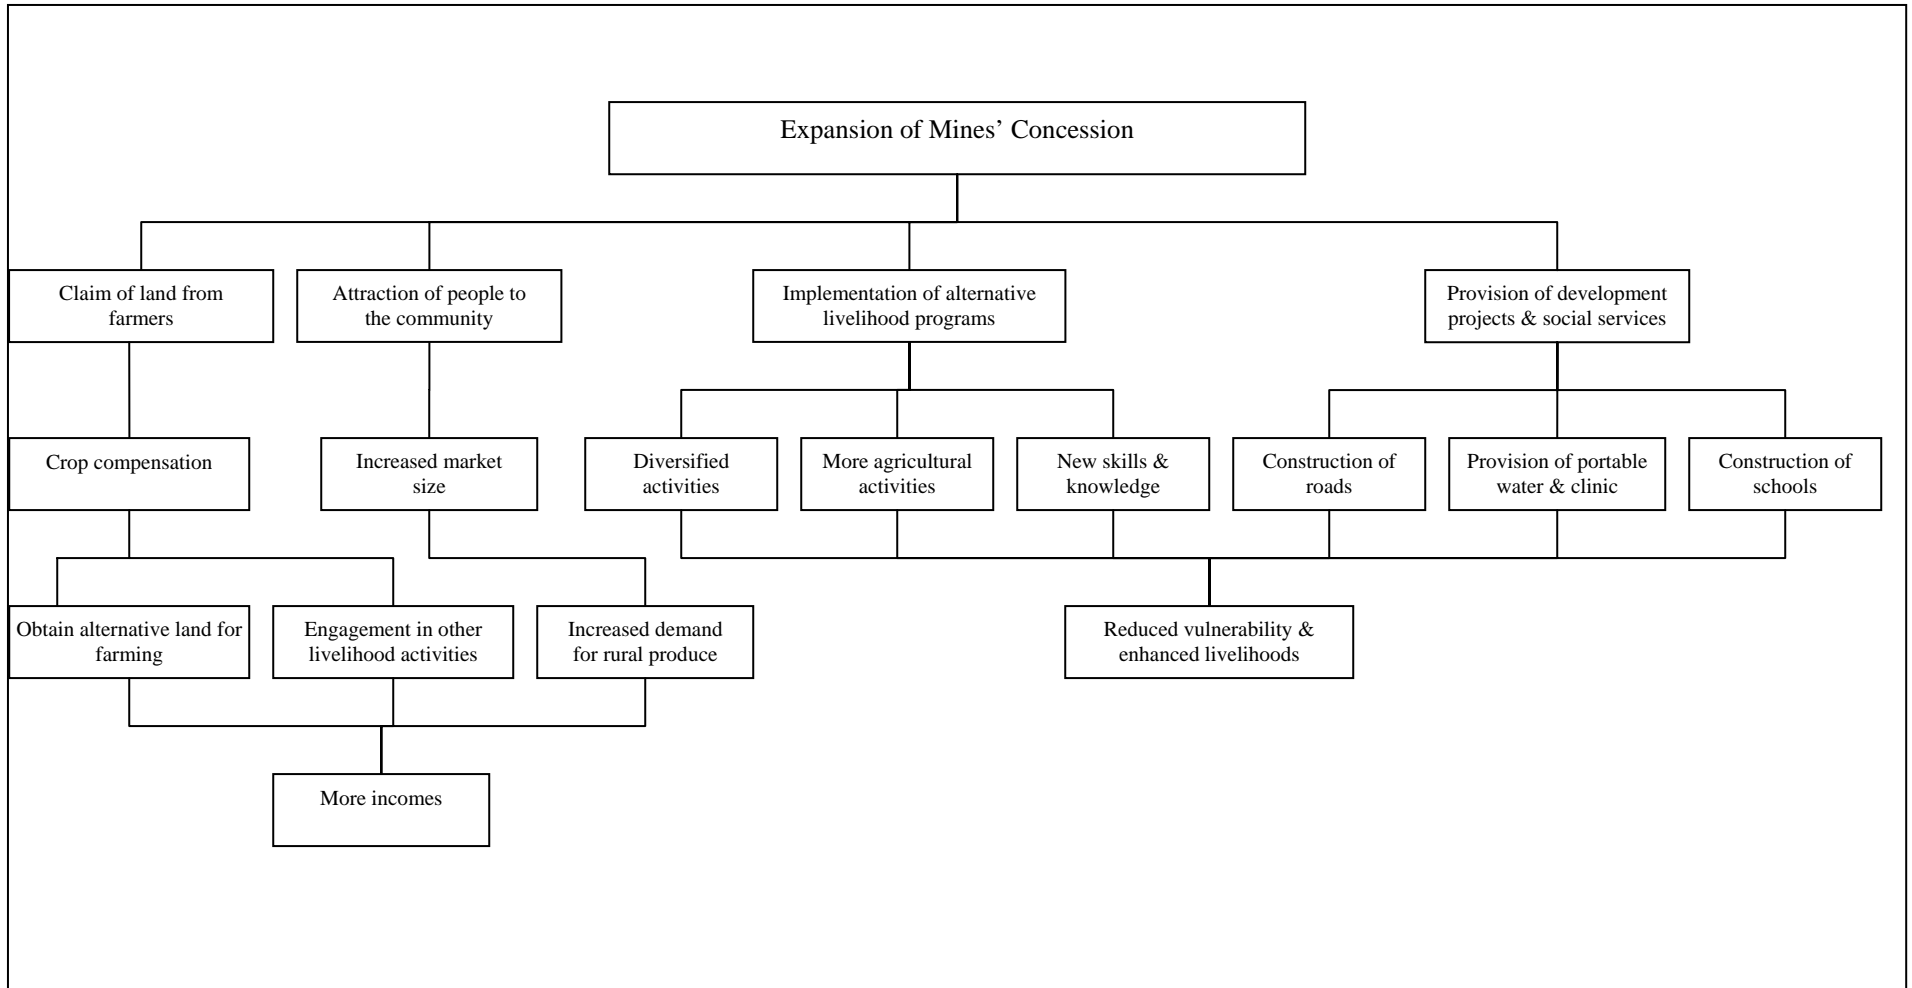 Expansion of Mines’ Concession
Claim of land from
farmers
Attraction of people to
the community
Implementation of alternative
livelihood programs
Provision of development
projects & social services
Crop compensation
Increased market
size
Diversified
activities
More agricultural
activities
New skills &
knowledge
Construction of
roads
Provision of portable
water & clinic
Construction of
schools
Obtain alternative land for
farming
Engagement in other
livelihood activities
Increased demand
for rural produce
Reduced vulnerability &
enhanced livelihoods
More incomes